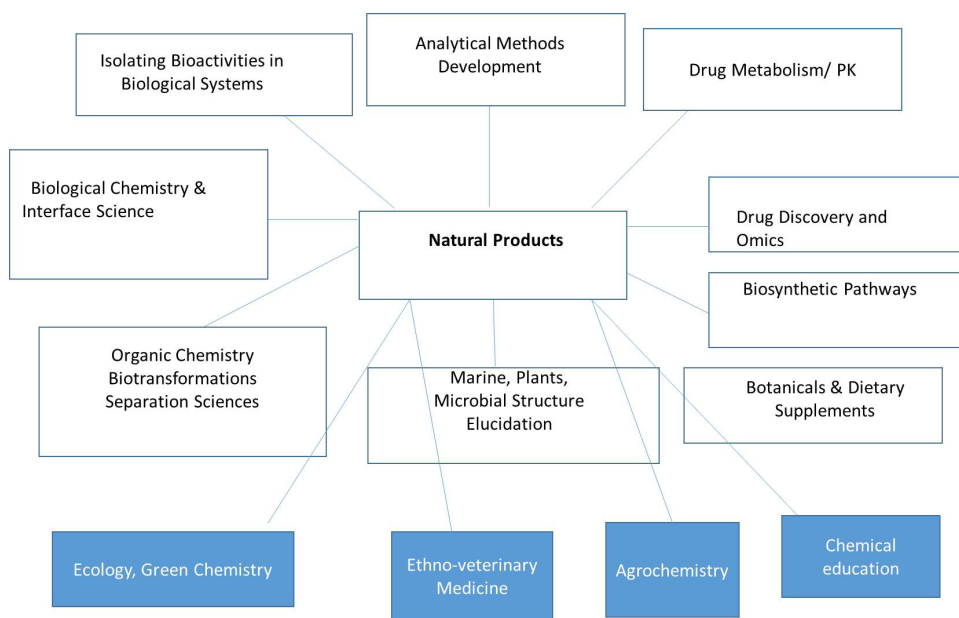 Isolating Bioactivities in
Biological Systems
Analytical Methods
Development
Drug Metabolism/ PK
Biological Chemistry &
Interface Science
Natural Products
Drug Discovery and
Omics
Biosynthetic Pathways
Organic Chemistry
Biotransformations
Separation Sciences
Marine, Plants,
Microbial Structure
Elucidation
Botanicals & Dietary
Supplements
Ecology, Green Chemistry
Ethno-veterinary
Medicine
Agrochemistry
Chemical
education